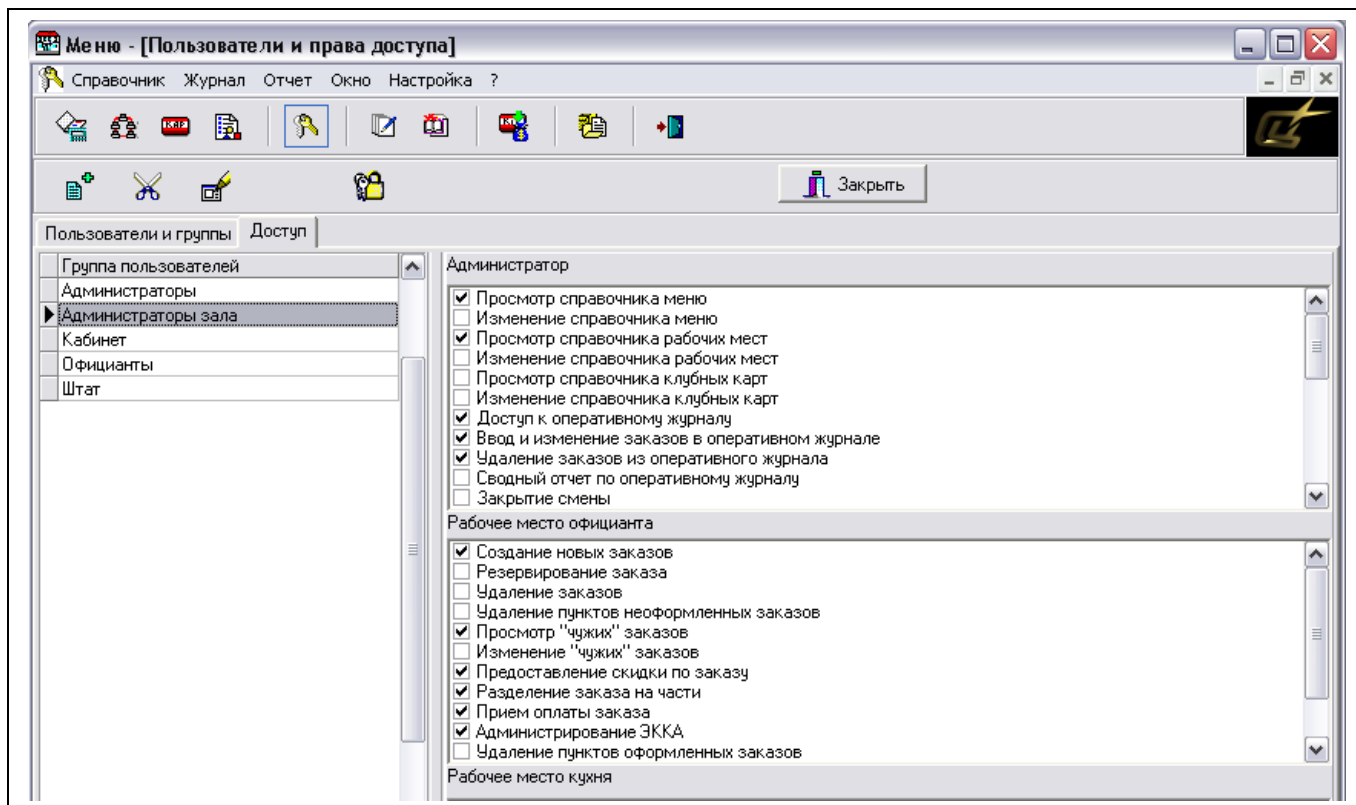 Меню - [Пользователи и права доступа]
Справочник Журнал Отчет Окно Настройка ?
Закрыть
Пользователи и группы Доступ
Группа пользователей
Администраторы
Администраторы зала
Кабинет
Официанты
Штат
Администратор
Просмотр справочника меню
Изменение справочника меню
Просмотр справочника рабочих мест
Изменение справочника рабочих мест
Просмотр справочника клубных карт
Изменение справочника клубных карт
Доступ к оперативному журналу
Ввод и изменение заказов в оперативном журнале
Удаление заказов из оперативного журнала
Сводный отчет по оперативному журналу
Закрытие смены
Рабочее место официанта
Создание новых заказов
Резервирование заказа
Удаление заказов
Удаление пунктов неоформленных заказов
Просмотр "чужих" заказов
Изменение "чужих" заказов
Предоставление скидки по заказу
Разделение заказа на части
Прием оплаты заказа
Администрирование ЭККА
Удаление пунктов оформленных заказов
Рабочее место кухня